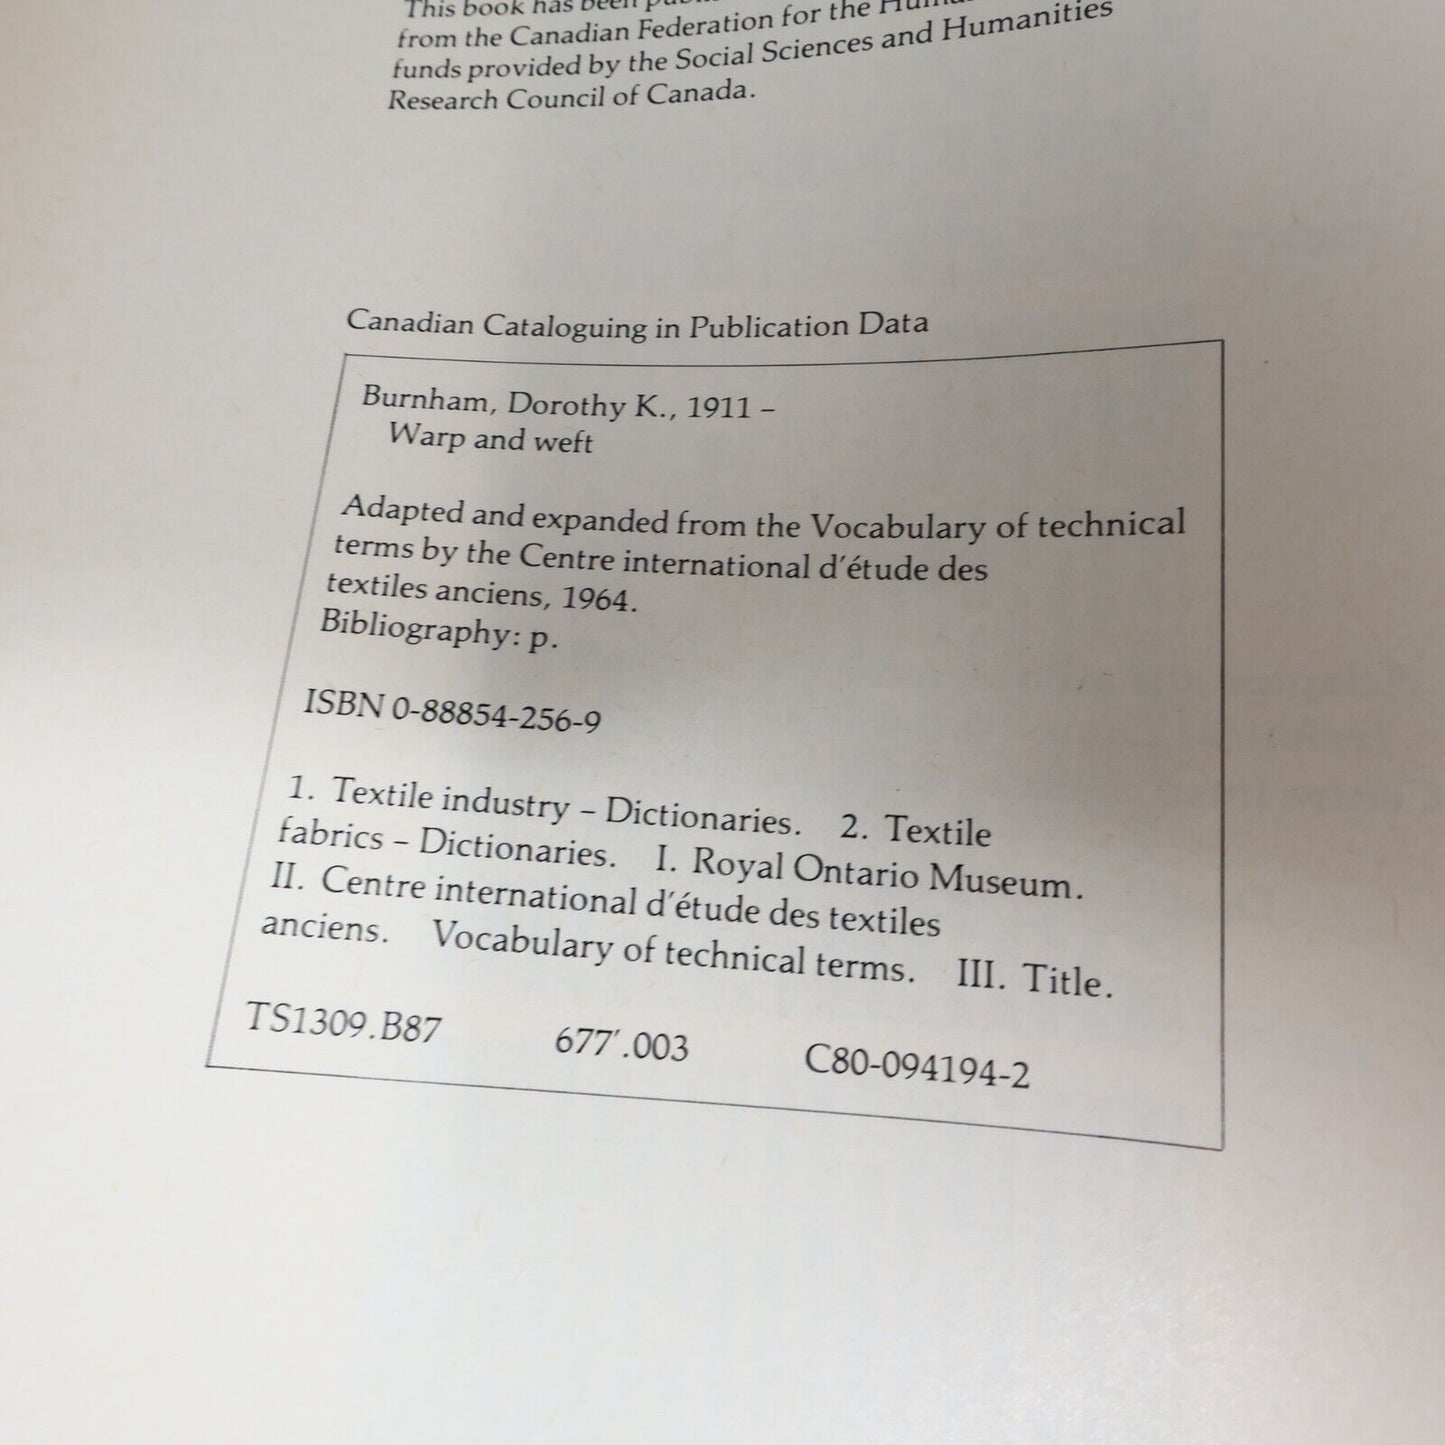 This book has been
from the Canadian Federation for the
funds provided by the Social Sciences and Humanities
Research Council of Canada.
Canadian Cataloguing in Publication Data
Burnham, Dorothy K., 1911 –
Warp and weft
Adapted and expanded from the Vocabulary of technical
terms by the Centre international d'étude des
textiles anciens, 1964.
Bibliography: p.
ISBN 0-88854-256-9
1. Textile industry – Dictionaries. 2. Textile
fabrics – Dictionaries. I. Royal Ontario Museum.
II. Centre international d'étude des textiles
anciens. Vocabulary of technical terms. III. Title.
TS1309.B87 677'.003 C80-094194-2